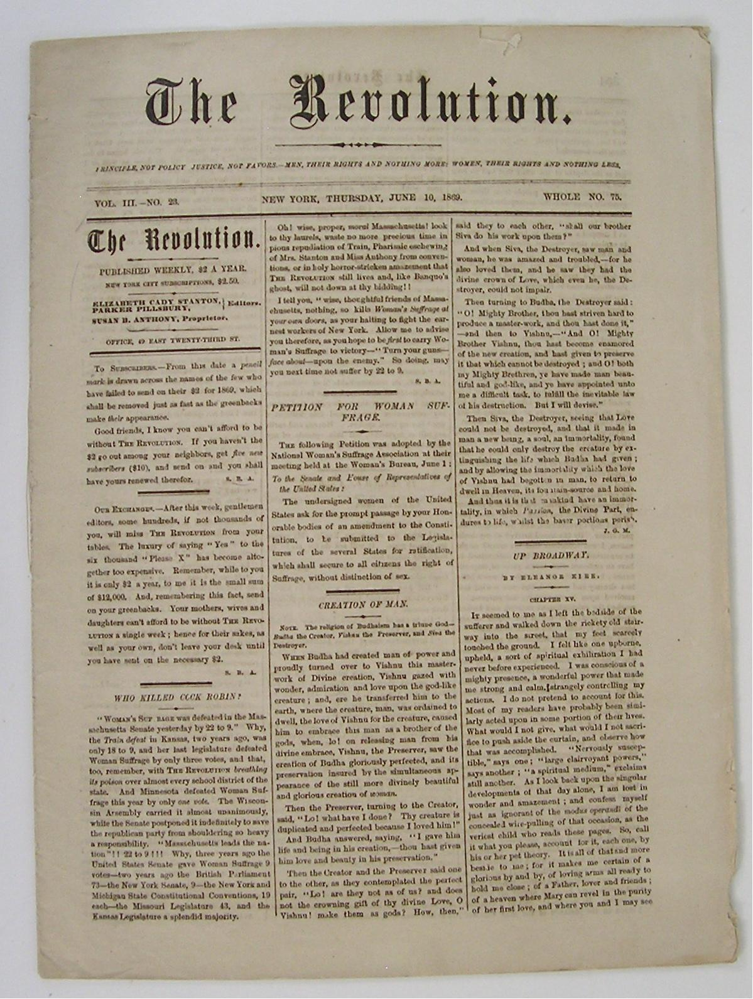 The Revolution.
PRINCIPLE, NOT POLICY JUSTICE, NOT FAVORS.—MEN, THEIR RIGHTS AND NOTHING MORE: WOMEN, THEIR RIGHTS AND NOTHING LESS.
VOL. III.—NO. 23.
NEW YORK, THURSDAY, JUNE 10, 1869.
WHOLE NO. 75.
The Revolution.
PUBLISHED WEEKLY, $2 A YEAR.
NEW YORK CITY SUBSCRIPTIONS, $2.50.
ELIZABETH CADY STANTON, } Editors.
PARKER PILLSBURY,
SUSAN B. ANTHONY, Proprietor.
OFFICE, 49 EAST TWENTY-THIRD ST.
To Subscribers.—From this date a pencil
mark is drawn across the names of the few who
have failed to send on their $2 for 1869, which
shall be removed just as fast as the greenbacks
make their appearance.
Good friends, I know you can't afford to be
without The Revolution. If you haven't the
$2 go out among your neighbors, get five new
subscribers ($10), and send on and you shall
have yours renewed therefor. S. B. A.
Our Exchanges.—After this week, gentlemen
editors, some hundreds, if not thousands of
you, will miss The Revolution from your
tables. The luxury of saying "Yes" to the
six thousand "Please X" has become alto-
gether too expensive. Remember, while to you
it is only $2 a year, to me it is the small sum
of $12,000. And, remembering this fact, send
on your greenbacks. Your mothers, wives and
daughters can't afford to be without The Revo-
lution a single week; hence for their sakes, as
well as your own, don't leave your desk until
you have sent on the necessary $2.
S. B. A.
WHO KILLED COCK ROBIN?
"Woman's Suf rage was defeated in the Mas-
sachusetts Senate yesterday by 22 to 9." Why,
the Train defeat in Kansas, two years ago, was
only 18 to 9, and her last legislature defeated
Woman Suffrage by only three votes, and that,
too, remember, with The Revolution breathing
its poison over almost every school district of the
state. And Minnesota defeated Woman Suf-
frage this year by only one vote. The Wiscon-
sin Assembly carried it almost unanimously,
while the Senate postponed it indefinitely to save
the republican party from shouldering so heavy
a responsibility. "Massachusetts leads the na-
tion"!! 22 to 9!!! Why, three years ago the
United States Senate gave Woman Suffrage 9
votes—two years ago the British Parliament
73—the New York Senate, 9—the New York and
Michigan State Constitutional Conventions, 19
each—the Missouri Legislature 43, and the
Kansas Legislature a splendid majority.
Oh! wise, proper, moral Massachusetts! look
to thy laurels, waste no more precious time in
pious repudiation of Train, Pharisaic eschewing
of Mrs. Stanton and Miss Anthony from conven-
tions, or in holy horror-stricken amazement that
The Revolution still lives and, like Banquo's
ghost, will not down at thy bidding!!
I tell you, "wise, thoughtful friends of Massa-
chusetts, nothing, so kills Woman's Suffrage at
your own doors, as your halting to fight the ear-
nest workers of New York. Allow me to advise
you therefore, as you hope to be first to carry Wo-
man's Suffrage to victory—"Turn your guns—
face about—upon the enemy." So doing, may
you next time not suffer by 22 to 9.
S. B. A.
PETITION FOR WOMAN SUF-
FRAGE.
The following Petition was adopted by the
National Woman's Suffrage Association at their
meeting held at the Woman's Bureau, June 1:
To the Senate and House of Representatives of
the United States:
The undersigned women of the United
States ask for the prompt passage by your Hon-
orable bodies of an amendment to the Consti-
tution, to be submitted to the Legisla-
tures of the several States for ratification,
which shall secure to all citizens the right of
Suffrage, without distinction of sex.
CREATION OF MAN.
Note. The religion of Budhaism has a triune God—
Budha the Creator, Vishnu the Preserver, and Siva the
Destroyer.
When Budha had created man of power and
proudly turned over to Vishnu this master-
work of Divine creation, Vishnu gazed with
wonder, admiration and love upon the god-like
creature; and, ere he transferred him to the
earth, where the creature, man, was ordained to
dwell, the love of Vishnu for the creature, caused
him to embrace this man as a brother of the
gods, when, lo! on releasing man from his
divine embrace, Vishnu, the Preserver, saw the
creation of Budha gloriously perfected, and its
preservation insured by the simultaneous ap-
pearance of the still more divinely beautiful
and glorious creation of woman.
Then the Preserver, turning to the Creator,
said, "Lo! what have I done? Thy creature is
duplicated and perfected because I loved him!"
And Budha answered, saying, "I gave him
life and being in his creation,—thou hast given
him love and beauty in his preservation."
Then the Creator and the Preserver said one
to the other, as they contemplated the perfect
pair, "Lo! are they not as of us? and does
not the crowning gift of thy divine Love, O
Vishnu! make them as gods? How, then,"
said they to each other, "shall our brother
Siva do his work upon them?"
And when Siva, the Destroyer, saw man and
woman, he was amazed and troubled,—for he
also loved them, and he saw they had the
divine crown of Love, which even he, the De-
stroyer, could not impair.
Then turning to Budha, the Destroyer said:
"O! Mighty Brother, thou hast striven hard to
produce a master-work, and thou hast done it,"
—and then to Vishnu,—"And O! Mighty
Brother Vishnu, thou hast become enamored
of the new creation, and hast given to preserve
it that which cannot be destroyed; and O! both
my Mighty Brethren, ye have made man beau-
tiful and god-like, and ye have appointed unto
me a difficult task, to fulfill the inevitable law
of his destruction. But I will devise."
Then Siva, the Destroyer, seeing that Love
could not be destroyed, and that it made in
man a new being, a soul, an immortality, found
that he could only destroy the creature by ex-
tinguishing the life which Budha had given;
and by allowing the immortality which the love
of Vishnu had begotten in man, to return to
dwell in Heaven, its fountain-source and home.
And thus it is that mankind have an immor-
tality, in which Passion, the Divine Part, en-
dures to life, whilst the baser portions perish.
J. G. M.
UP BROADWAY.
BY ELEANOR KIRK.
CHAPTER XV.
It seemed to me as I left the bedside of the
sufferer and walked down the rickety old stair-
way into the street, that my feet scarcely
touched the ground. I felt like one upborne,
upheld, a sort of spiritual exhiliration I had
never before experienced. I was conscious of a
mighty presence, a wonderful power that made
me strong and calm, strangely controlling my
actions. I do not pretend to account for this.
Most of my readers have probably been simi-
larly acted upon in some portion of their lives.
What would I not give, what would I not sacri-
fice to push aside the curtain, and observe how
that was accomplished. "Nervously suscep-
tible," says one; "large clairvoyant powers,"
says another; "a spiritual medium," exclaims
still another. As I look back upon the singular
developments of that day alone, I am lost in
wonder and amazement; and confess myself
just as ignorant of the modus operandi of the
concealed wire-pulling of that occasion, as the
veriest child who reads these pages. So, call
it what you please, account for it, each one, by
his or her pet theory. It is all of that and more
beside to me; for it makes me certain of a
glorious by and by, of loving arms all ready to
hold me close; of a Father, lover and friends;
of a heaven where Mary can revel in the purity
of her first love, and where you and I may see